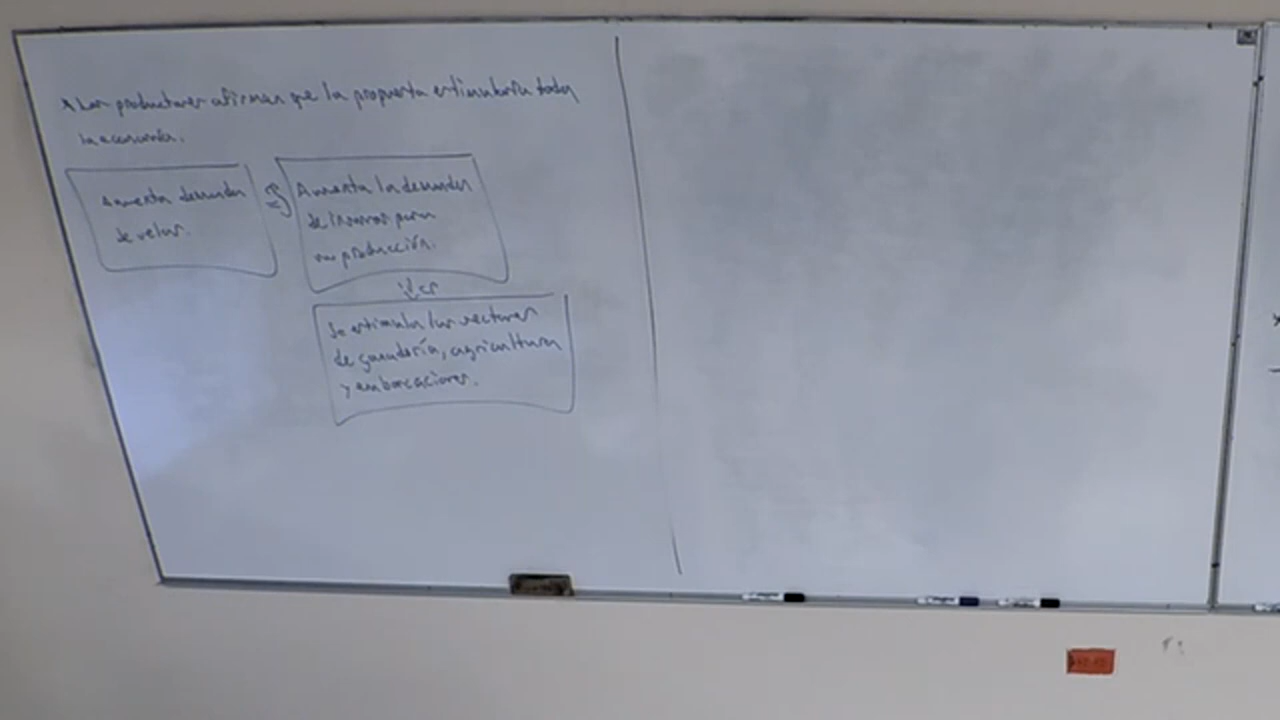 * Los productores afirman que la propuesta estimularía toda
la economía.
Aumenta demanda
de velas.
Aumenta la demanda
de insumos para
su producción.
Se estimula los sectores
de ganadería, agricultura
y embarcaciones.